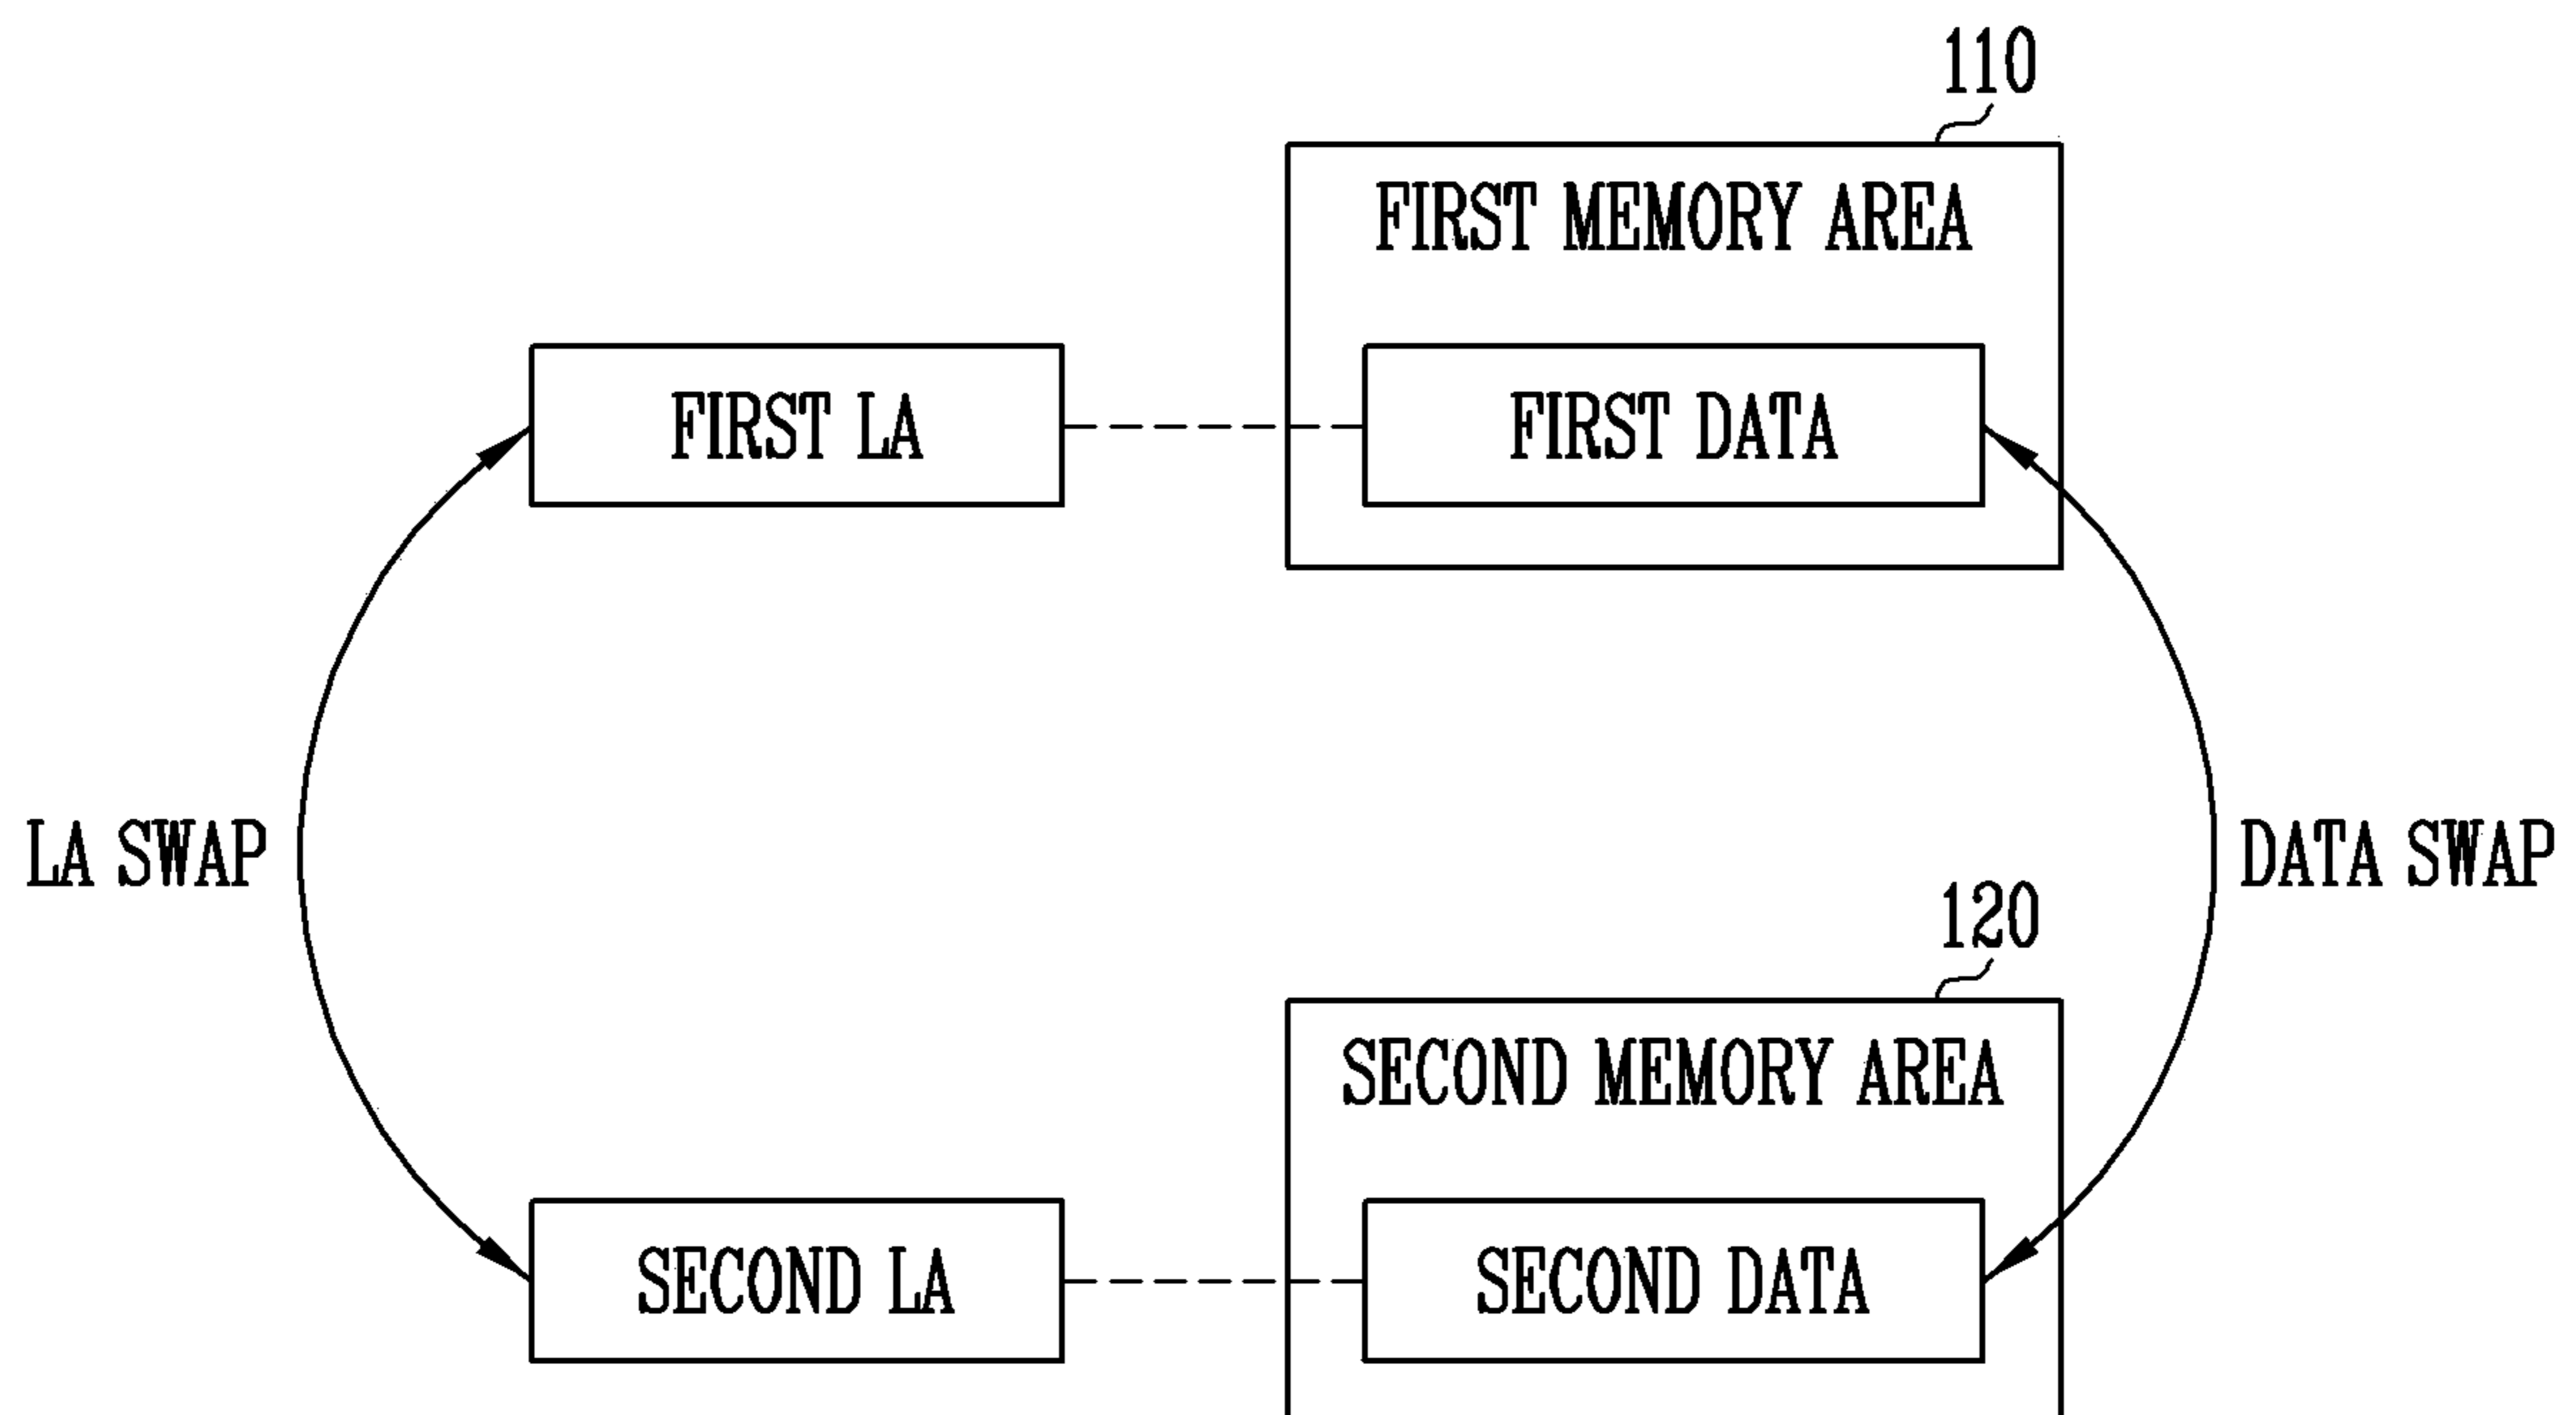 110
FIRST MEMORY AREA
FIRST LA
FIRST DATA
LA SWAP
DATA SWAP
120
SECOND MEMORY AREA
SECOND LA
SECOND DATA